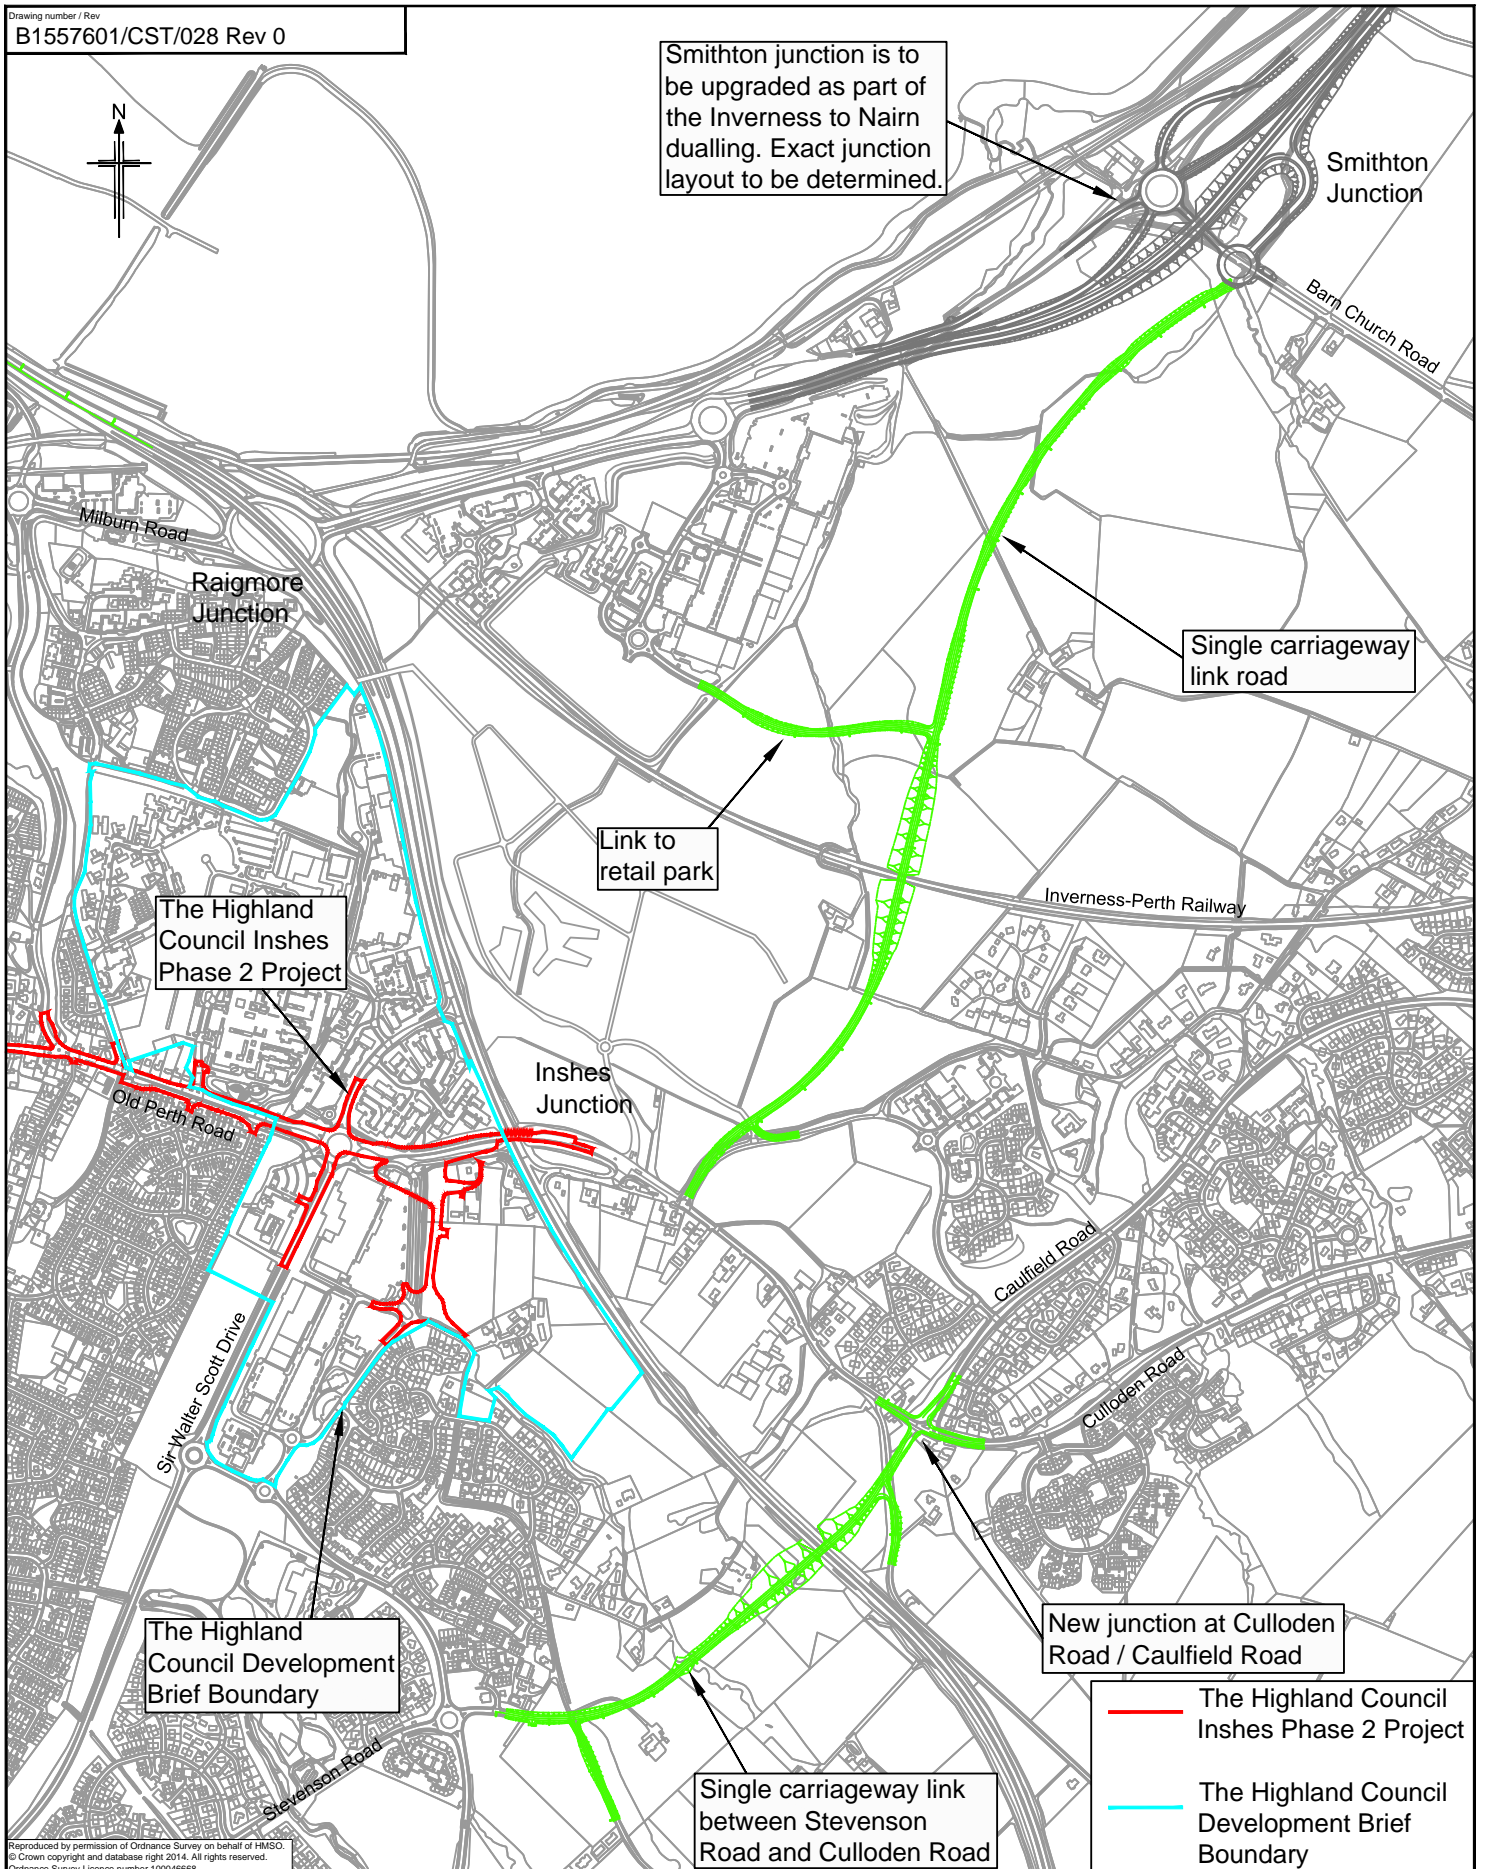 Drawing number / Rev
B1557601/CST/028 Rev 0
Smithton junction is to
be upgraded as part of
the Inverness to Nairn
dualling. Exact junction
layout to be determined.
N
Smithton
Junction
Barn Church Road
Milburn Road
Raigmore
Junction
Single carriageway
link road
Link to
retail park
Inverness-Perth Railway
The Highland
Council Inshes
Phase 2 Project
Inshes
Junction
Old Perth Road
Caulfield Road
Sir Walter Scott Drive
Culloden Road
The Highland
Council Development
Brief Boundary
New junction at Culloden
Road / Caulfield Road
Stevenson Road
Single carriageway link
between Stevenson
Road and Culloden Road
The Highland Council
Inshes Phase 2 Project
The Highland Council
Development Brief
Boundary
Reproduced by permission of Ordnance Survey on behalf of HMSO.
© Crown copyright and database right 2014. All rights reserved.
Ordnance Survey Licence number 100046668